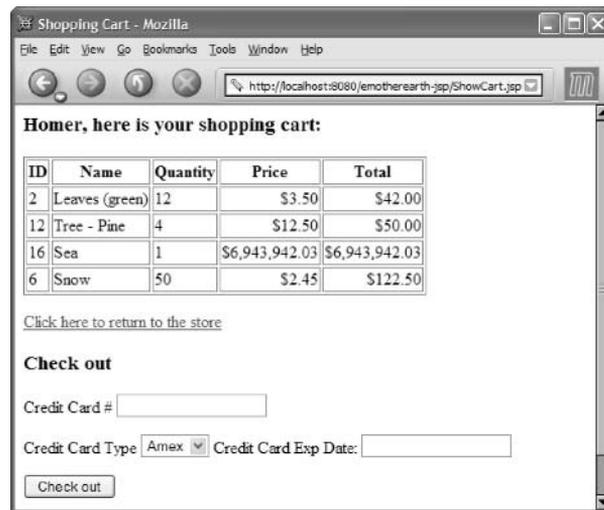 Shopping Cart - Mozilla
File Edit View Go Bookmarks Tools Window Help
http://localhost:8080/emotherearth-jsp/ShowCart.jsp
Homer, here is your shopping cart:
ID Name Quantity Price Total
2 Leaves (green) 12 $3.50 $42.00
12 Tree - Pine 4 $12.50 $50.00
16 Sea 1 $6,943,942.03 $6,943,942.03
6 Snow 50 $2.45 $122.50
Click here to return to the store
Check out
Credit Card #
Credit Card Type Amex Credit Card Exp Date:
Check out